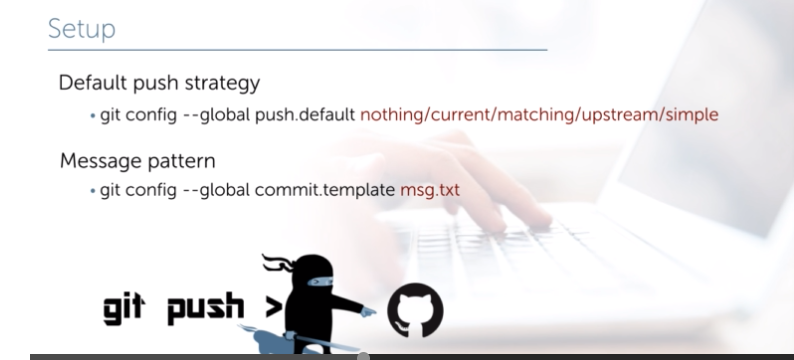 Setup
Default push strategy
• git config --global push.default nothing/current/matching/upstream/simple
Message pattern
• git config --global commit.template msg.txt
git push >